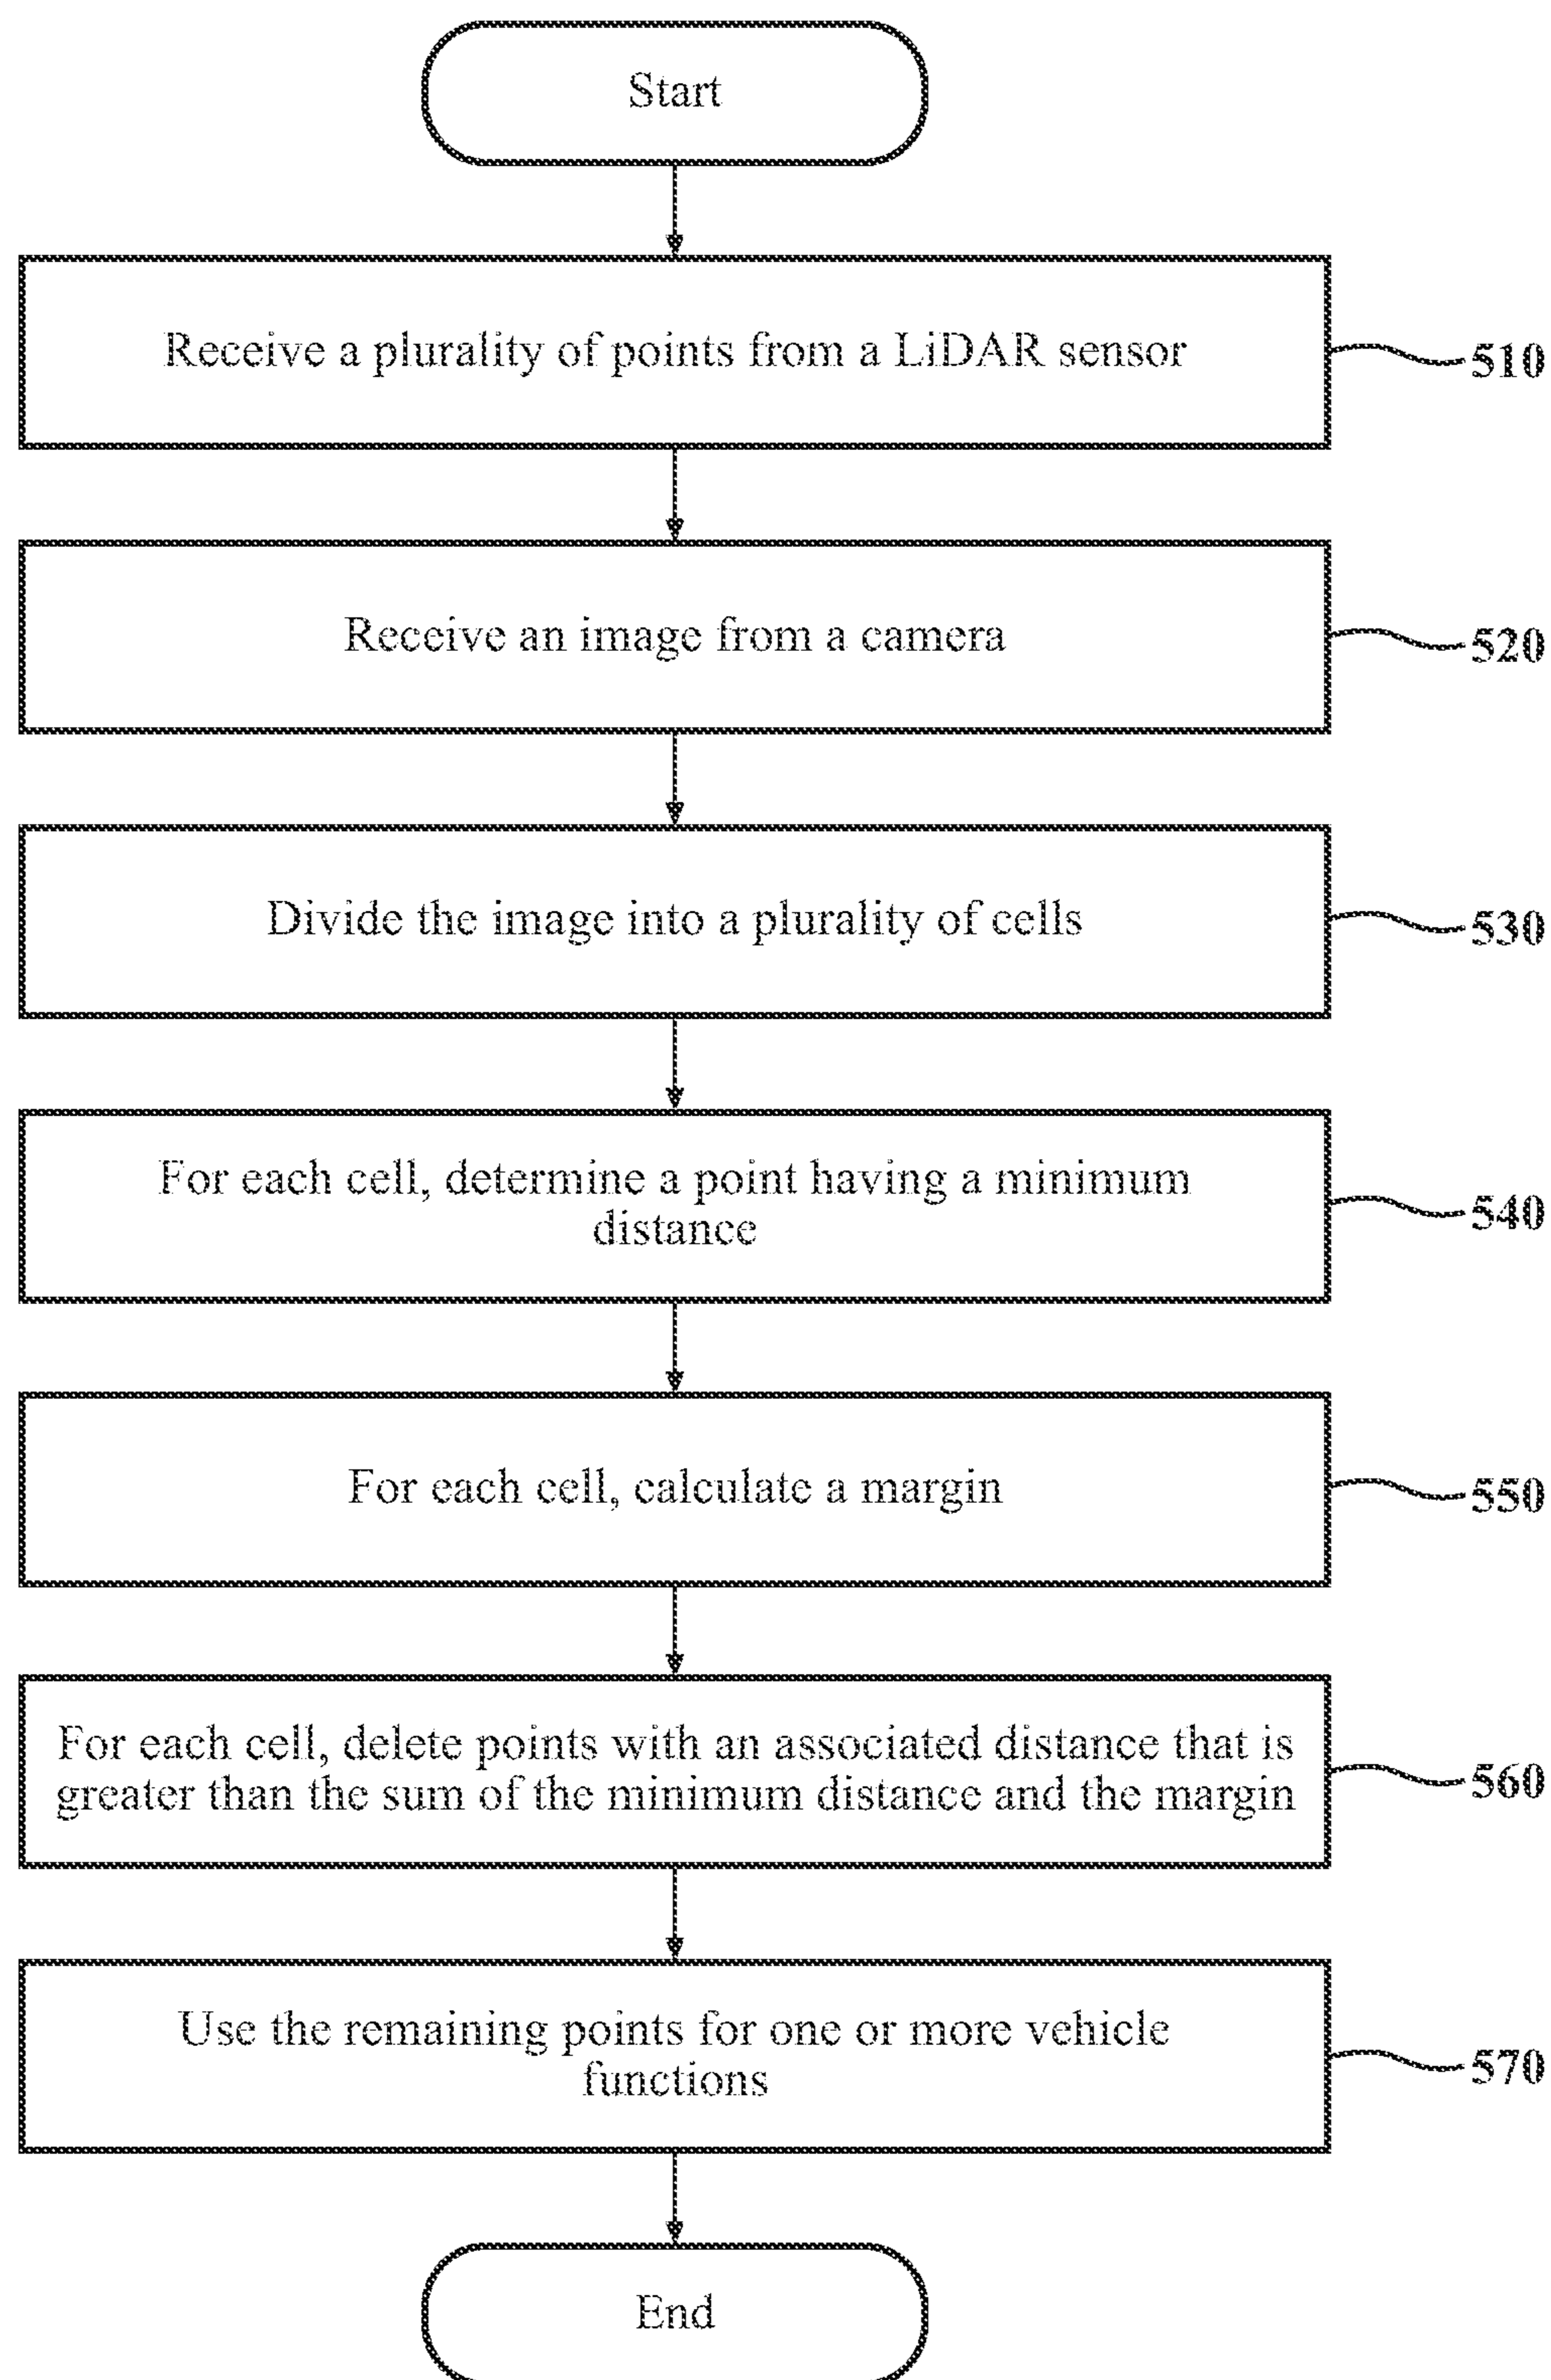 Start
Receive a plurality of points from a LiDAR sensor
510
Receive an image from a camera
520
Divide the image into a plurality of cells
530
For each cell, determine a point having a minimum
distance
540
For each cell, calculate a margin
550
For each cell, delete points with an associated distance that is
greater than the sum of the minimum distance and the margin
560
Use the remaining points for one or more vehicle
functions
570
End